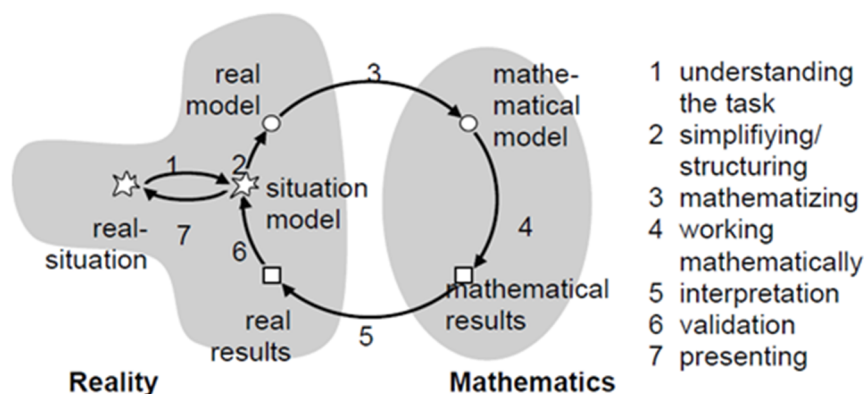 real
model
3
mathe-
matical
model
1
2
situation
model
real-
situation
7
6
4
real
results
5
mathematical
results
Reality
Mathematics
1 understanding
the task
2 simplifiying/
structuring
3 mathematizing
4 working
mathematically
5 interpretation
6 validation
7 presenting